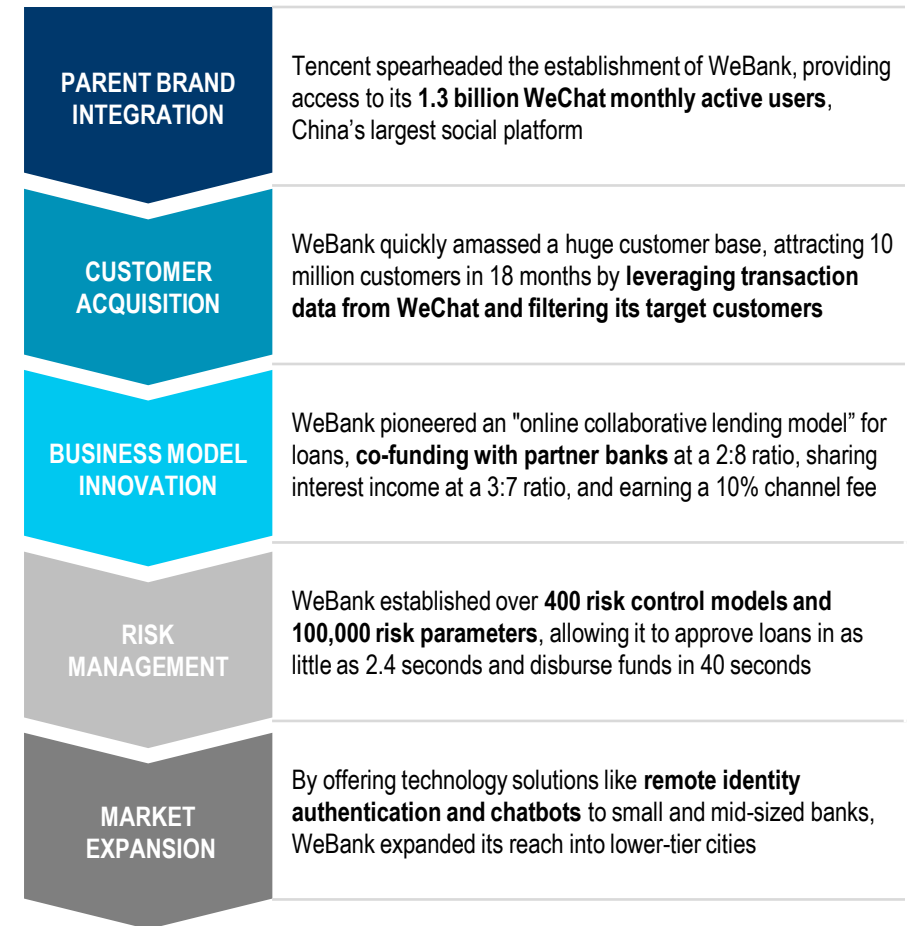 PARENT BRAND
INTEGRATION
Tencent spearheaded the establishment of WeBank, providing
access to its 1.3 billion WeChat monthly active users,
China’s largest social platform
CUSTOMER
ACQUISITION
WeBank quickly amassed a huge customer base, attracting 10
million customers in 18 months by leveraging transaction
data from WeChat and filtering its target customers
BUSINESS MODEL
INNOVATION
WeBank pioneered an "online collaborative lending model” for
loans, co-funding with partner banks at a 2:8 ratio, sharing
interest income at a 3:7 ratio, and earning a 10% channel fee
RISK
MANAGEMENT
WeBank established over 400 risk control models and
100,000 risk parameters, allowing it to approve loans in as
little as 2.4 seconds and disburse funds in 40 seconds
MARKET
EXPANSION
By offering technology solutions like remote identity
authentication and chatbots to small and mid-sized banks,
WeBank expanded its reach into lower-tier cities